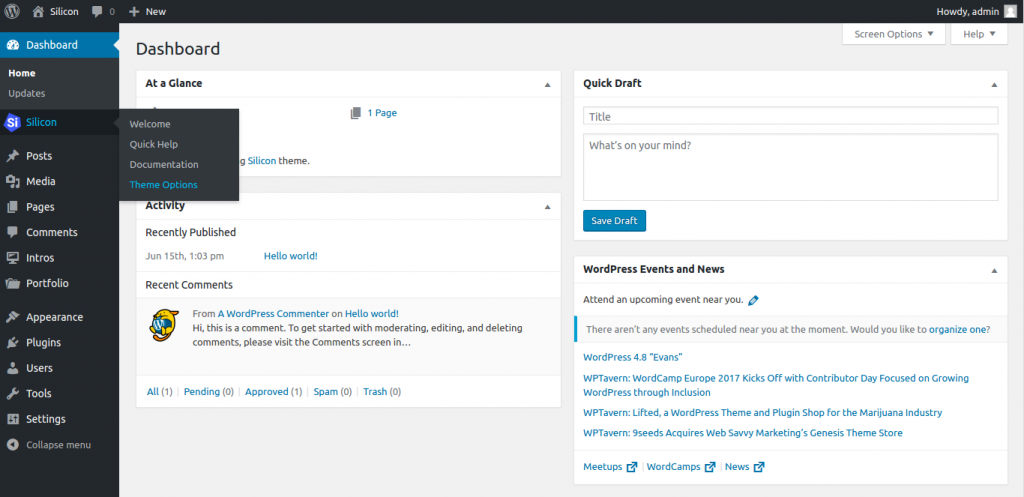 Silicon
0
New
Howdy, admin
Dashboard
Home
Updates
Si
Silicon
Welcome
Quick Help
Documentation
Theme Options
Posts
Media
Pages
Comments
Intros
Portfolio
Appearance
Plugins
Users
Tools
Settings
Collapse menu
Screen Options
Help
Dashboard
At a Glance
1 Page
Silicon theme.
Activity
Recently Published
Jun 15th, 1:03 pm
Hello world!
Recent Comments
From A WordPress Commenter on Hello world!
Hi, this is a comment. To get started with moderating, editing, and deleting
comments, please visit the Comments screen in…
All (1) | Pending (0) | Approved (1) | Spam (0) | Trash (0)
Quick Draft
Title
What's on your mind?
Save Draft
WordPress Events and News
Attend an upcoming event near you.
There aren't any events scheduled near you at the moment. Would you like to organize one?
WordPress 4.8 “Evans”
WPTavern: WordCamp Europe 2017 Kicks Off with Contributor Day Focused on Growing
WordPress through Inclusion
WPTavern: Lifted, a WordPress Theme and Plugin Shop for the Marijuana Industry
WPTavern: 9seeds Acquires Web Savvy Marketing's Genesis Theme Store
Meetups | WordCamps | News